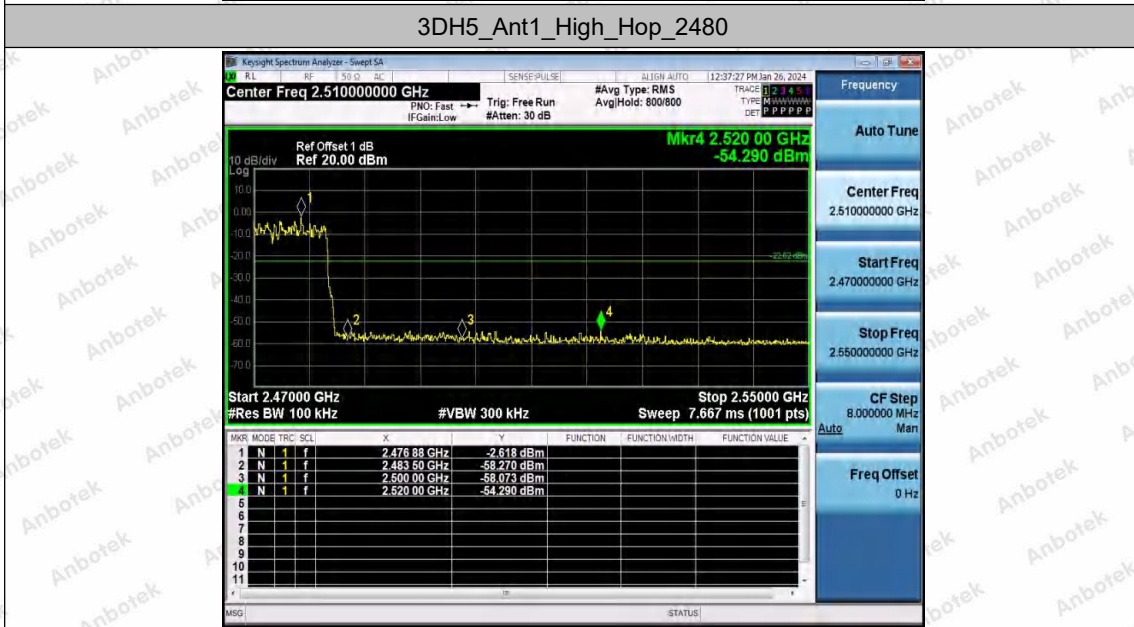 3DH5_Ant1_High_Hop_2480
Keysight Spectrum Analyzer - Swept SA
RL RF 50 Ω AC SENSE:PULSE ALIGN AUTO 12:37:27 PM Jan 26, 2024
Center Freq 2.510000000 GHz
PNO: Fast
IFGain:Low
Trig: Free Run
#Atten: 30 dB
#Avg Type: RMS
Avg|Hold: 800/800
TRACE 1 2 3 4 5 6
TYPE M W W W W W
DET P P P P P P
Mkr4 2.520 00 GHz
-54.290 dBm
Ref Offset 1 dB
10 dB/div Ref 20.00 dBm
Log
10.0
0.00
-10.0
-20.0
-30.0
-40.0
-50.0
-60.0
-70.0
1
2
3
4
-22.62 dBm
Start 2.47000 GHz Stop 2.55000 GHz
#Res BW 100 kHz #VBW 300 kHz Sweep 7.667 ms (1001 pts)
MKR MODE TRC SCL X Y FUNCTION FUNCTION WIDTH FUNCTION VALUE
1 N 1 f 2.476 88 GHz -2.618 dBm
2 N 1 f 2.483 50 GHz -58.270 dBm
3 N 1 f 2.500 00 GHz -58.073 dBm
4 N 1 f 2.520 00 GHz -54.290 dBm
5
6
7
8
9
10
11
MSG STATUS
Frequency
Auto Tune
Center Freq
2.510000000 GHz
Start Freq
2.470000000 GHz
Stop Freq
2.550000000 GHz
CF Step
8.000000 MHz
Auto Man
Freq Offset
0 Hz
Anbotek